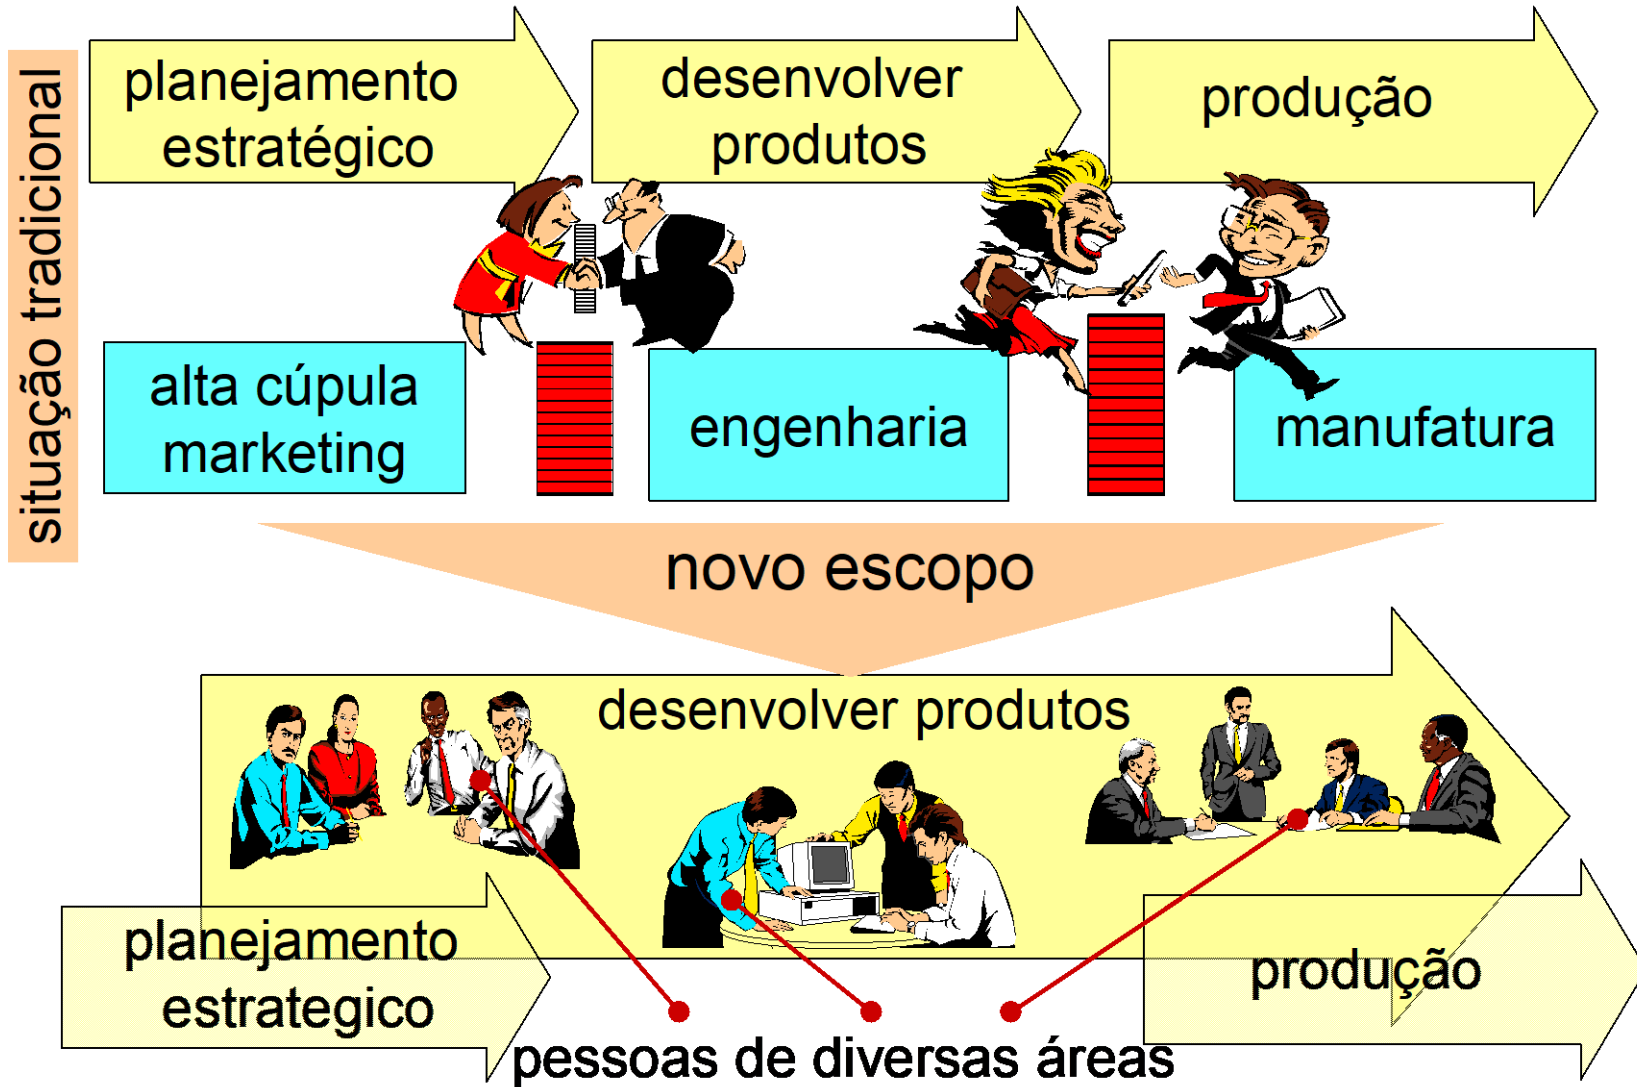 situação tradicional
planejamento
estratégico
desenvolver
produtos
produção
alta cúpula
marketing
engenharia
manufatura
novo escopo
desenvolver produtos
planejamento
estrategico
produção
pessoas de diversas áreas